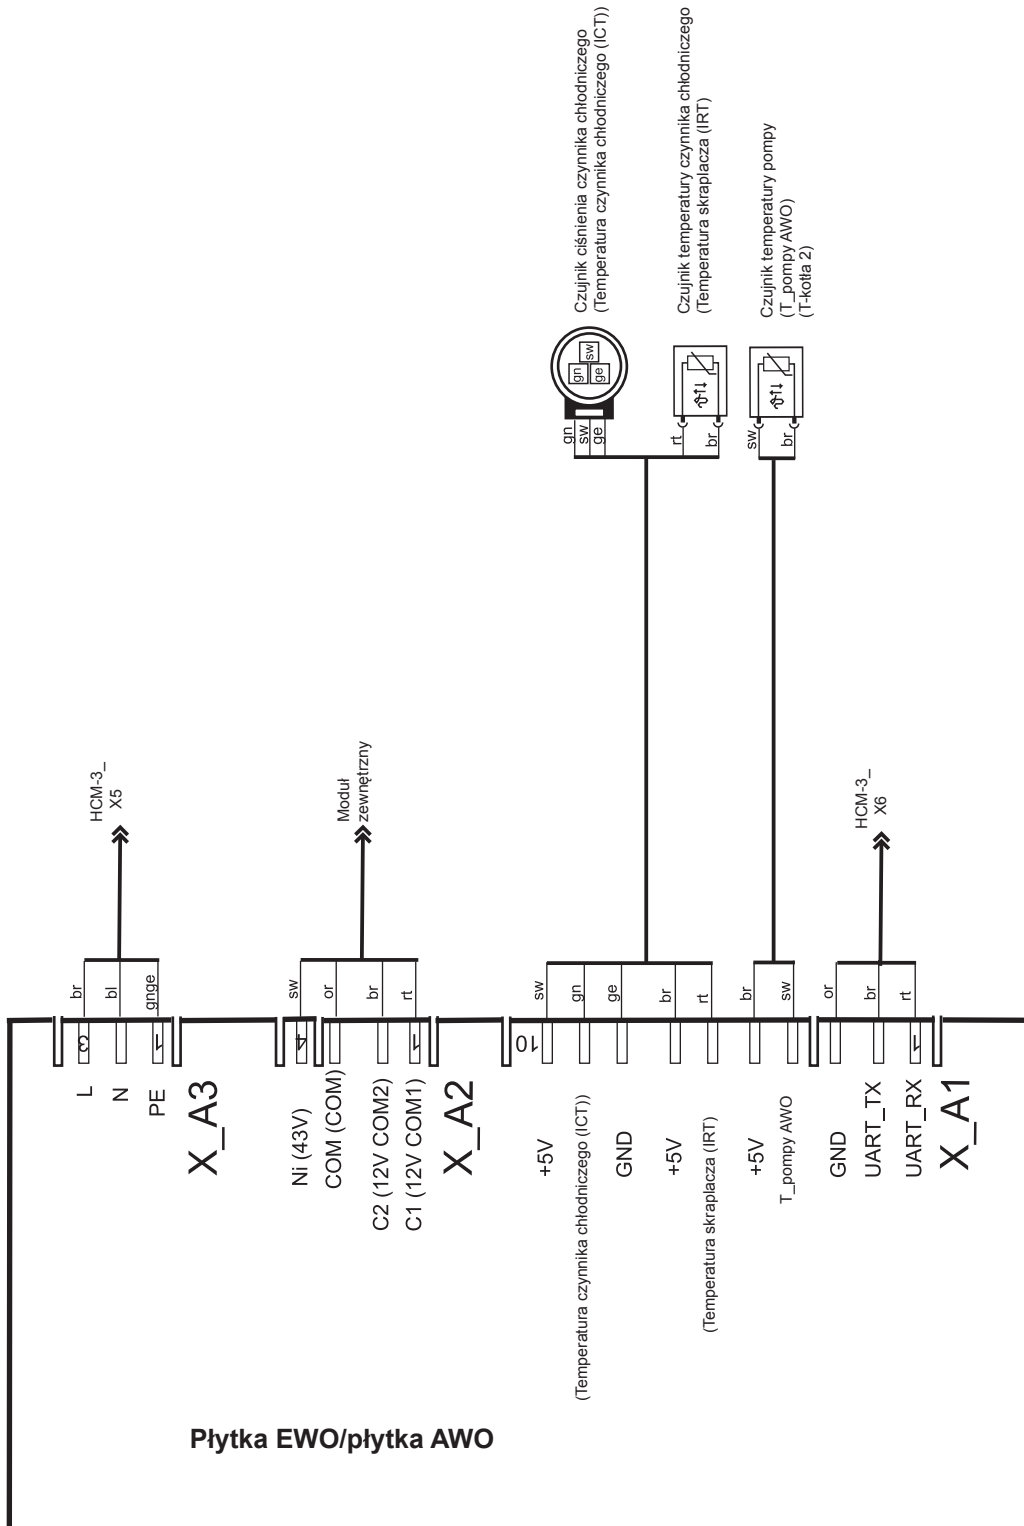 Czujnik ciśnienia czynnika chłodniczego
(Temperatura czynnika chłodniczego (ICT))
Czujnik temperatury czynnika chłodniczego
(Temperatura skraplacza (IRT)
Czujnik temperatury pompy
(T_pompy AWO)
(T-kotła 2)
gn
sw
ge
gn
sw
ge
rt
br
sw
br
HCM-3_
X5
Moduł
zewnętrzny
HCM-3_
X6
br
bl
gnge
sw
or
br
rt
sw
gn
ge
br
rt
br
sw
or
br
rt
3
1
4
1
10
1
L
N
PE
X_A3
Ni (43V)
COM (COM)
C2 (12V COM2)
C1 (12V COM1)
X_A2
+5V
(Temperatura czynnika chłodniczego (ICT))
GND
+5V
(Temperatura skraplacza (IRT)
+5V
T_pompy AWO
GND
UART_TX
UART_RX
X_A1
Płytka EWO/płytka AWO